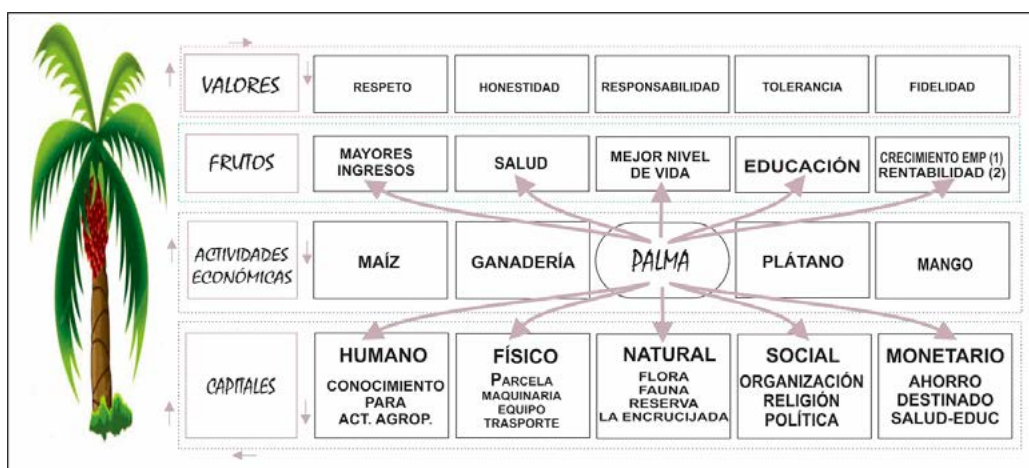 VALORES
RESPETO
HONESTIDAD
RESPONSABILIDAD
TOLERANCIA
FIDELIDAD
FRUTOS
MAYORES
INGRESOS
SALUD
MEJOR NIVEL
DE VIDA
EDUCACIÓN
CRECIMIENTO EMP (1)
RENTABILIDAD (2)
ACTIVIDADES
ECONÓMICAS
MAÍZ
GANADERÍA
PALMA
PLÁTANO
MANGO
CAPITALES
HUMANO
CONOCIMIENTO
PARA
ACT. AGROP.
FÍSICO
PARCELA
MAQUINARIA
EQUIPO
TRASPORTE
NATURAL
FLORA
FAUNA
RESERVA
LA ENCRUCIJADA
SOCIAL
ORGANIZACIÓN
RELIGIÓN
POLÍTICA
MONETARIO
AHORRO
DESTINADO
SALUD-EDUC